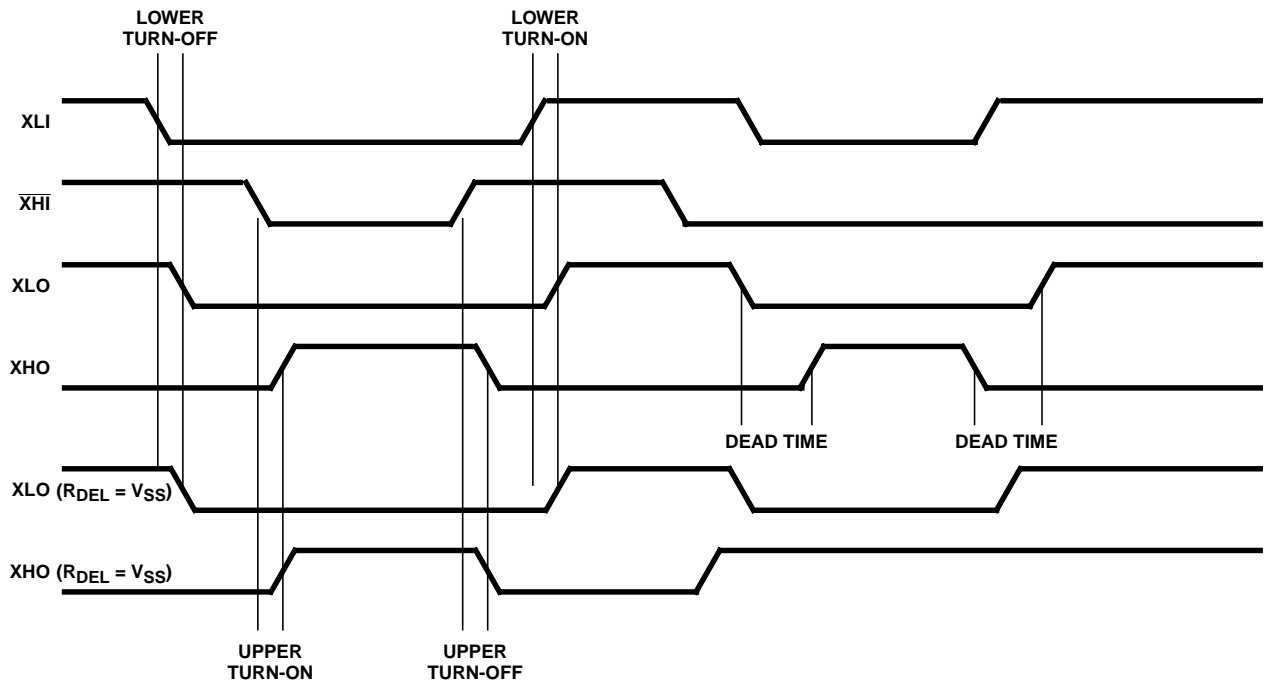 LOWER
TURN-OFF
LOWER
TURN-ON
XLI
X̅H̅I̅
XLO
XHO
DEAD TIME
DEAD TIME
XLO (RDEL = VSS)
XHO (RDEL = VSS)
UPPER
TURN-ON
UPPER
TURN-OFF